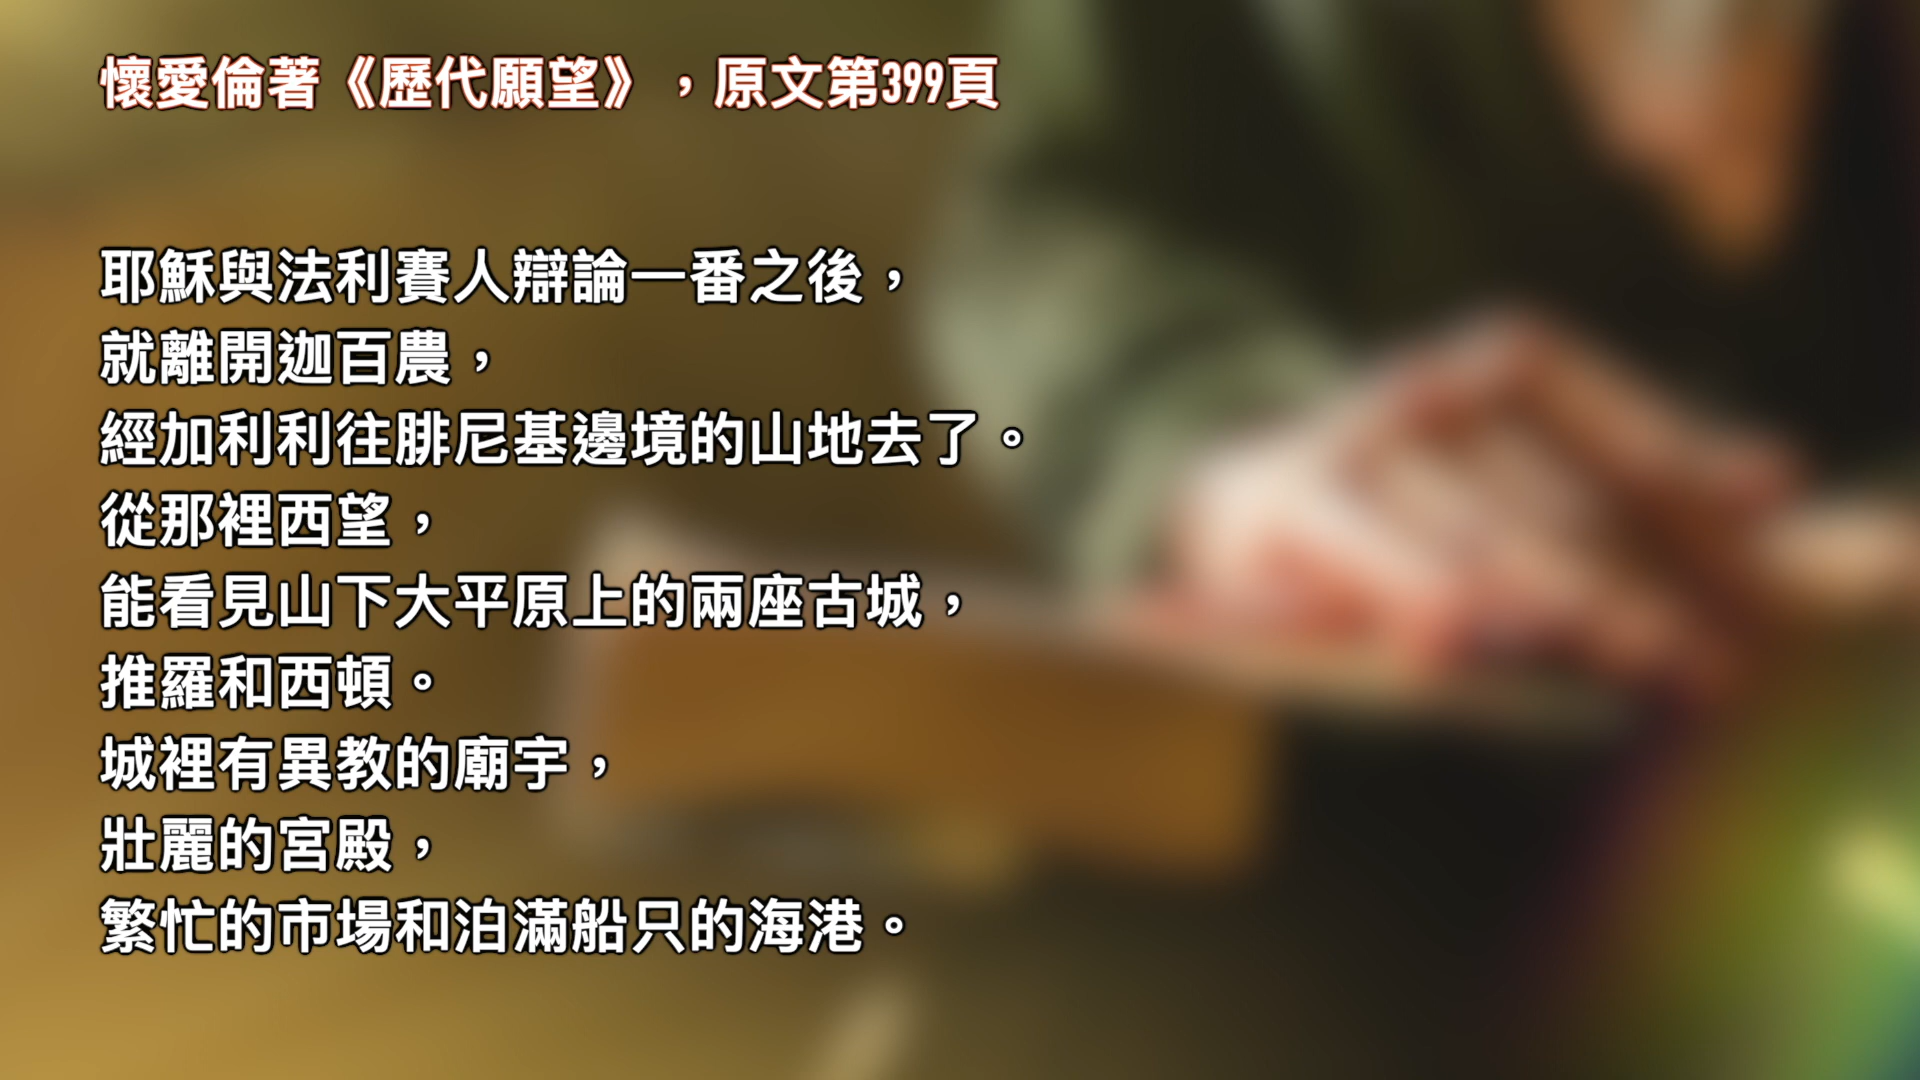 懷愛倫著《歷代願望》，原文第399頁
耶穌與法利賽人辯論一番之後，
就離開迦百農，
經加利利往腓尼基邊境的山地去了。
從那裡西望，
能看見山下大平原上的兩座古城，
推羅和西頓。
城裡有異教的廟宇，
壯麗的宮殿，
繁忙的市場和泊滿船只的海港。